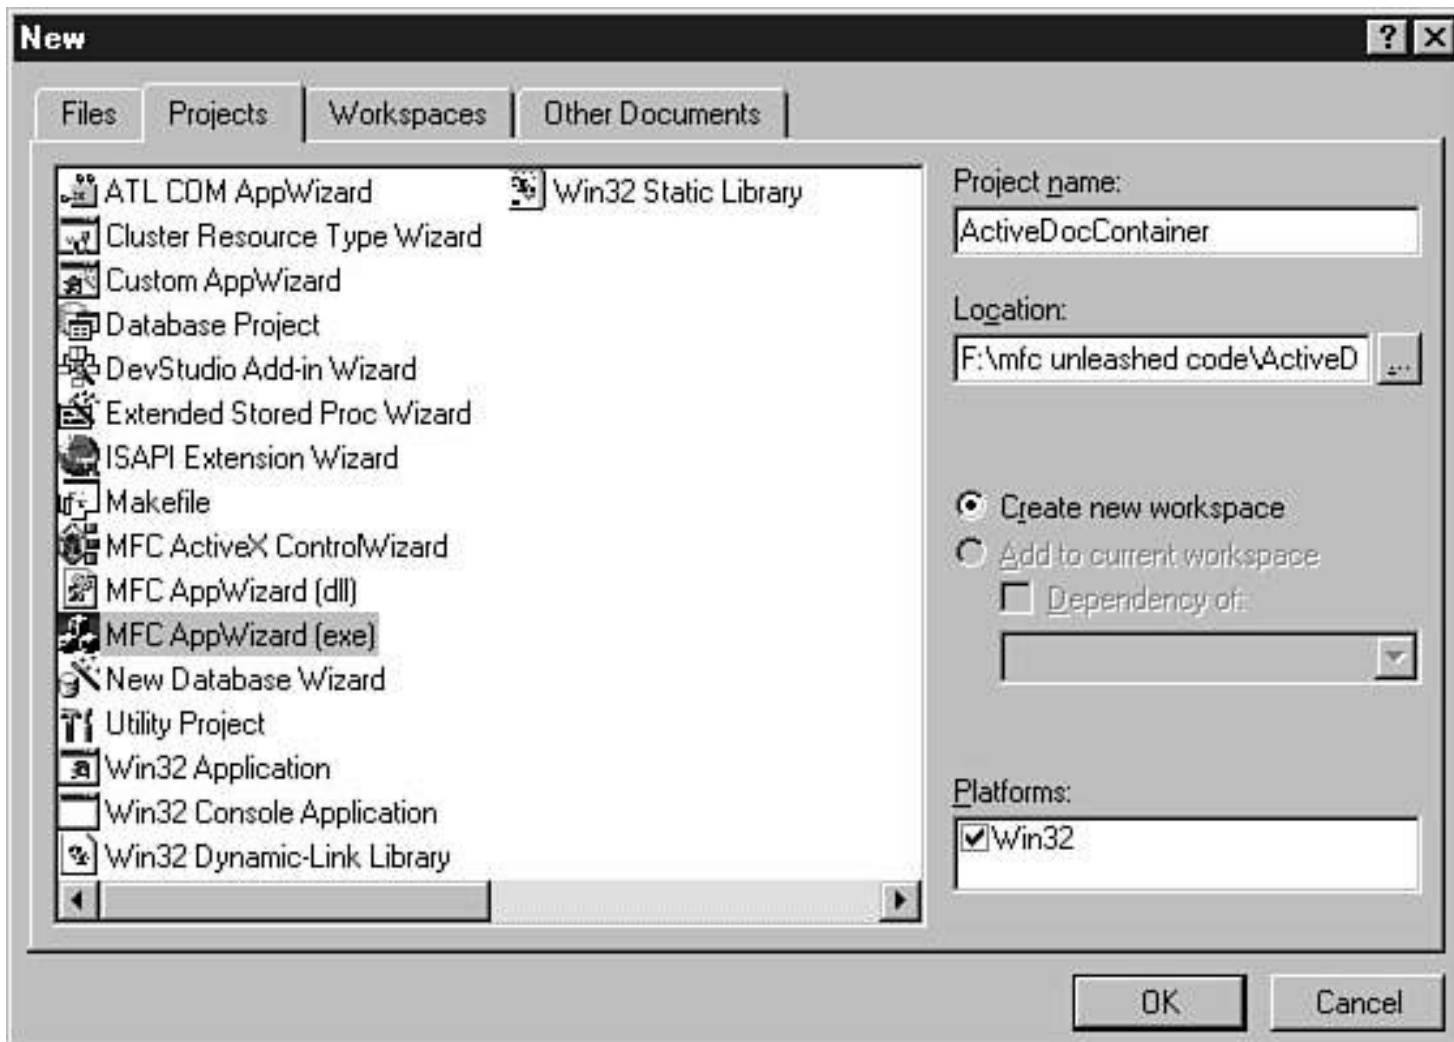 New
Files Projects Workspaces Other Documents
ATL COM AppWizard
Cluster Resource Type Wizard
Custom AppWizard
Database Project
DevStudio Add-in Wizard
Extended Stored Proc Wizard
ISAPI Extension Wizard
Makefile
MFC ActiveX ControlWizard
MFC AppWizard (dll)
MFC AppWizard (exe)
New Database Wizard
Utility Project
Win32 Application
Win32 Console Application
Win32 Dynamic-Link Library
Win32 Static Library
Project name:
ActiveDocContainer
Location:
F:\mfc unleashed code\ActiveD
...
Create new workspace
Add to current workspace
Dependency of:
Platforms:
Win32
OK Cancel